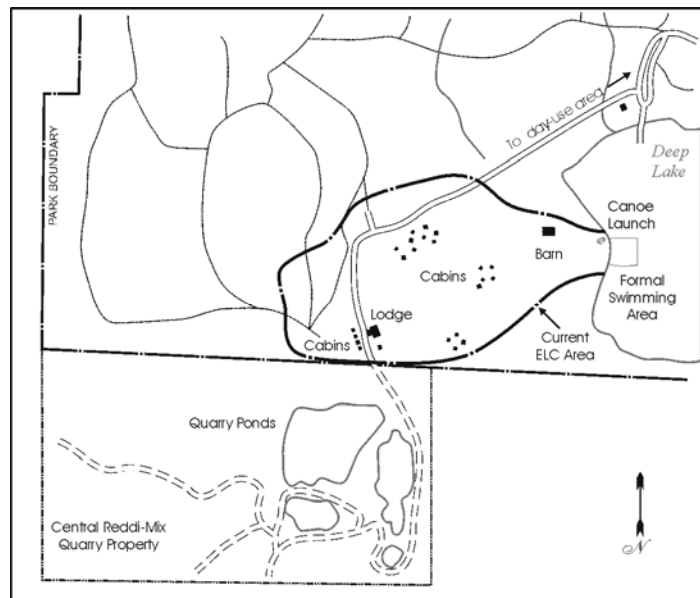 To day-use area
PARK BOUNDARY
Deep
Lake
Canoe
Launch
Cabins
Barn
Formal
Swimming
Area
Lodge
Cabins
Current
ELC Area
Quarry Ponds
Central Reddi-Mix
Quarry Property
N